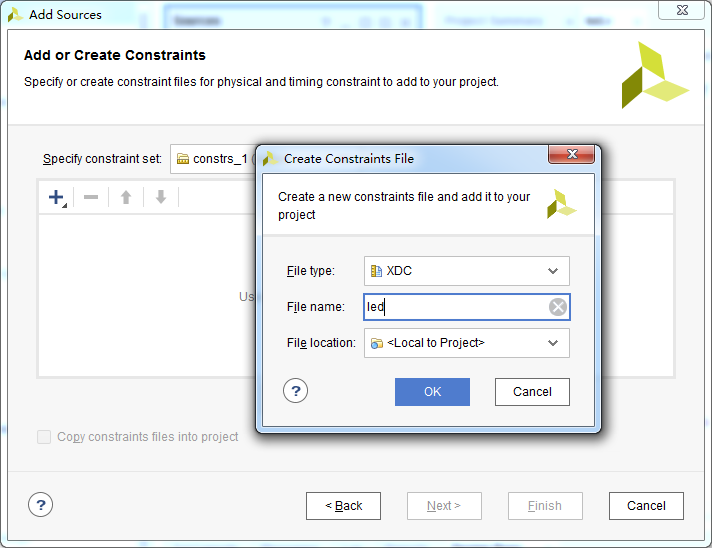 Add Sources
Add or Create Constraints
Specify or create constraint files for physical and timing constraint to add to your project.
Specify constraint set:
constrs_1 (
Us
Create Constraints File
Create a new constraints file and add it to your
project
File type:
XDC
File name:
led
File location:
<Local to Project>
?
OK
Cancel
Copy constraints files into project
?
< Back
Next >
Finish
Cancel